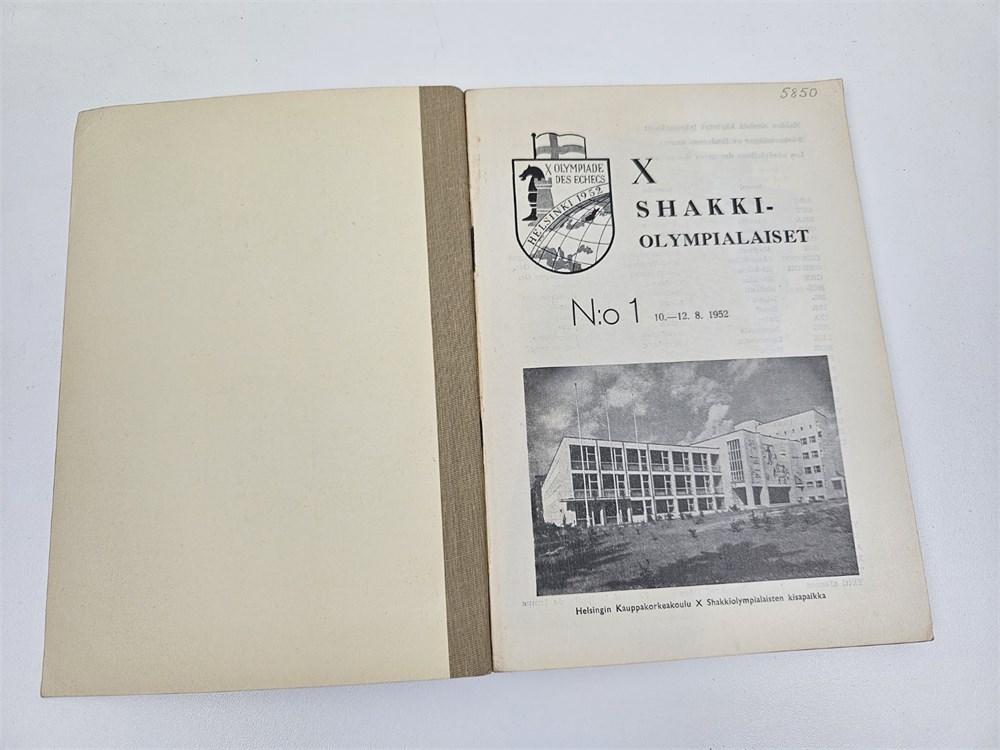 5850
X OLYMPIADE
DES ECHECS
HELSINKI 1952
X
SHAKKI-
OLYMPIALAISET
N:o 1 10.—12. 8. 1952
Helsingin Kauppakorkeakoulu X Shakkiolympialaisten kisapaikka